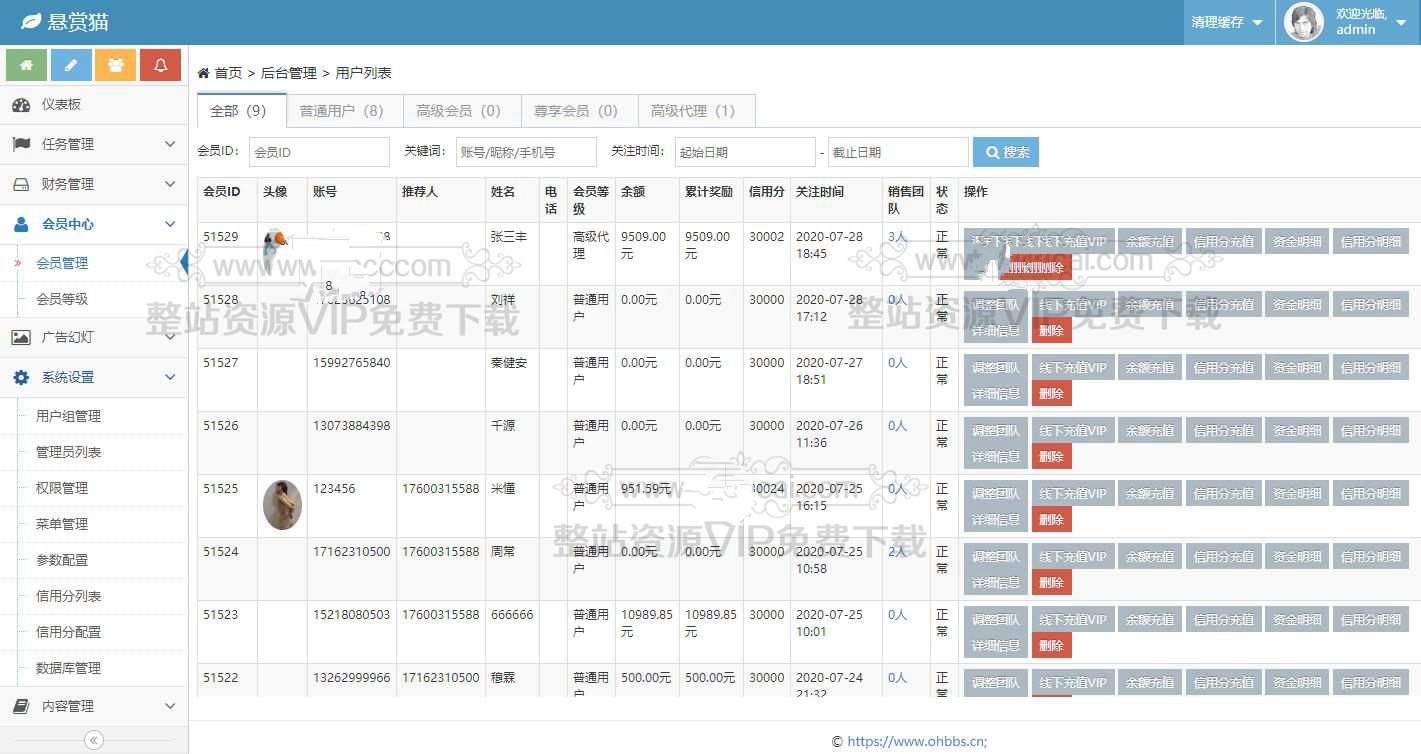 悬赏猫
清理缓存
欢迎光临,
admin
首页 > 后台管理 > 用户列表
仪表板
任务管理
财务管理
会员中心
会员管理
会员等级
广告幻灯
系统设置
用户组管理
管理员列表
权限管理
菜单管理
参数配置
信用分列表
信用分配置
数据库管理
内容管理
全部（9） 普通用户（8） 高级会员（0） 尊享会员（0） 高级代理（1）
会员ID: 会员ID 关键词: 账号/昵称/手机号 关注时间: 起始日期 - 截止日期 搜索
会员ID 头像 账号 推荐人 姓名 电话 会员等级 余额 累计奖励 信用分 关注时间 销售团队 状态 操作
51529 张三丰 高级代理 9509.00元 9509.00元 30002 2020-07-28 18:45 3人 正常 余额充值 信用分充值 资金明细 信用分明细
51528 刘祥 普通用户 0.00元 0.00元 30000 2020-07-28 17:12 0人 正常 调整团队 线下充值VIP 余额充值 信用分充值 资金明细 信用分明细
详细信息 删除
51527 15992765840 秦健安 普通用户 0.00元 0.00元 30000 2020-07-27 18:51 0人 正常 调整团队 线下充值VIP 余额充值 信用分充值 资金明细 信用分明细
详细信息 删除
51526 13073884398 千源 普通用户 0.00元 0.00元 30000 2020-07-26 11:36 0人 正常 调整团队 线下充值VIP 余额充值 信用分充值 资金明细 信用分明细
详细信息 删除
51525 123456 17600315588 米懂 普通用户 951.59元 2020-07-25 16:15 0人 正常 调整团队 线下充值VIP 余额充值 信用分充值 资金明细 信用分明细
详细信息 删除
51524 17162310500 17600315588 周常 普通用户 0.00元 0.00元 30000 2020-07-25 10:58 2人 正常 调整团队 线下充值VIP 余额充值 信用分充值 资金明细 信用分明细
详细信息 删除
51523 15218080503 17600315588 666666 普通用户 10989.85元 10989.85元 30000 2020-07-25 10:01 0人 正常 调整团队 线下充值VIP 余额充值 信用分充值 资金明细 信用分明细
详细信息 删除
51522 13262999966 17162310500 穆霖 普通用户 500.00元 500.00元 30000 2020-07-24 21:32 0人 正常 调整团队 线下充值VIP 余额充值 信用分充值 资金明细 信用分明细
整站资源VIP免费下载
整站资源VIP免费下载
整站资源VIP免费下载
© https://www.ohbbs.cn;